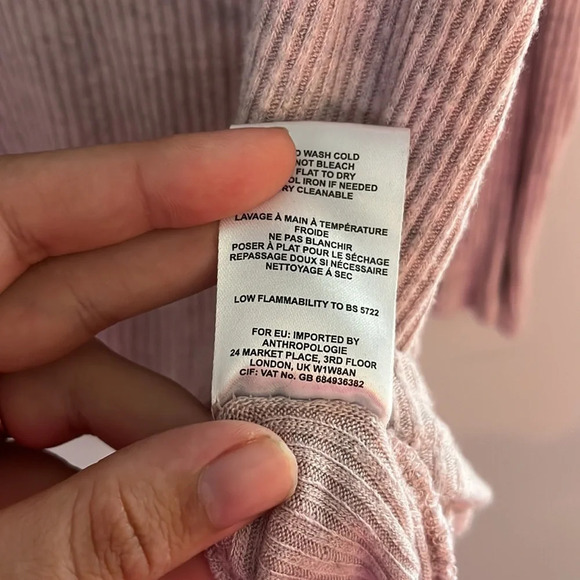 WASH COLD
NOT BLEACH
FLAT TO DRY
IRON IF NEEDED
CLEANABLE
LAVAGE À MAIN À TEMPÉRATURE
FROIDE
NE PAS BLANCHIR
POSER À PLAT POUR LE SÉCHAGE
REPASSAGE DOUX SI NÉCESSAIRE
NETTOYAGE À SEC
LOW FLAMMABILITY TO BS 5722
FOR EU: IMPORTED BY
ANTHROPOLOGIE
24 MARKET PLACE, 3RD FLOOR
LONDON, UK W1W8AN
CIF: VAT No. GB 684936382